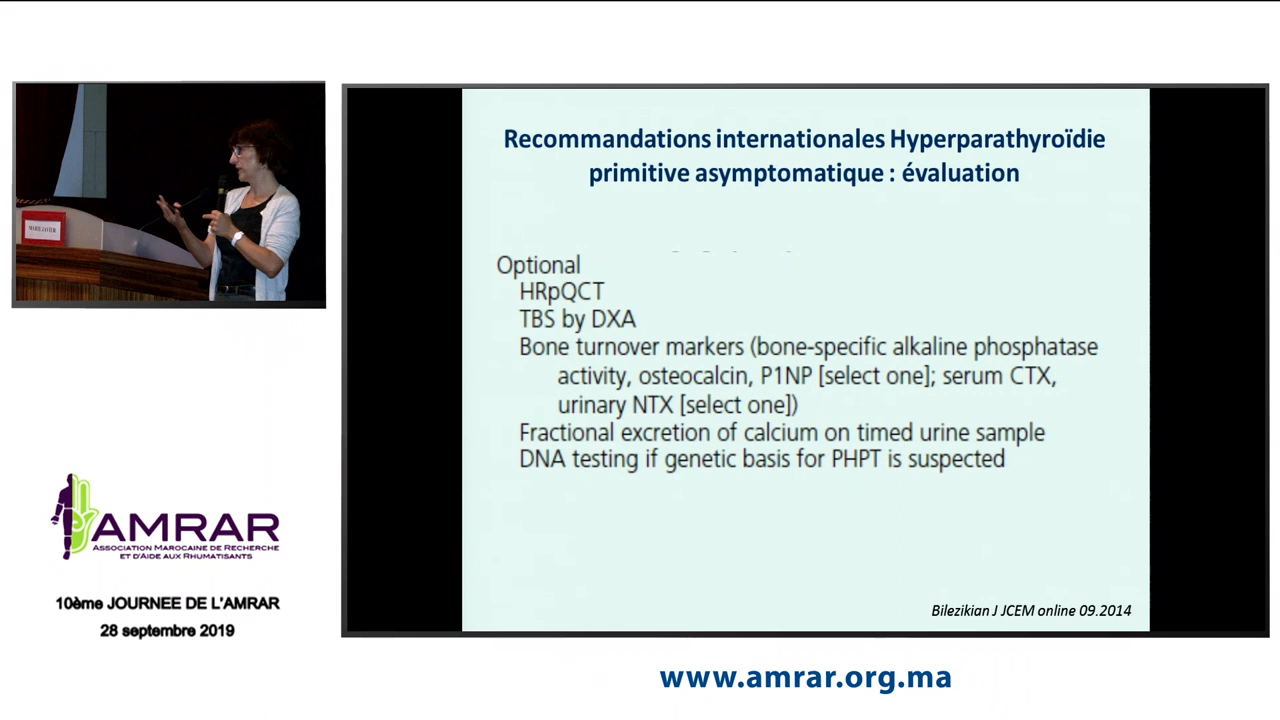 Recommandations internationales Hyperparathyroïdie
primitive asymptomatique : évaluation
Optional
HRpQCT
TBS by DXA
Bone turnover markers (bone-specific alkaline phosphatase
activity, osteocalcin, P1NP [select one]; serum CTX,
urinary NTX [select one])
Fractional excretion of calcium on timed urine sample
DNA testing if genetic basis for PHPT is suspected
Bilezikian J JCEM online 09.2014
AMRAR
ASSOCIATION MAROCAINE DE RECHERCHE
ET D'AIDE AUX RHUMATISANTS
10ème JOURNEE DE L'AMRAR
28 septembre 2019
www.amrar.org.ma